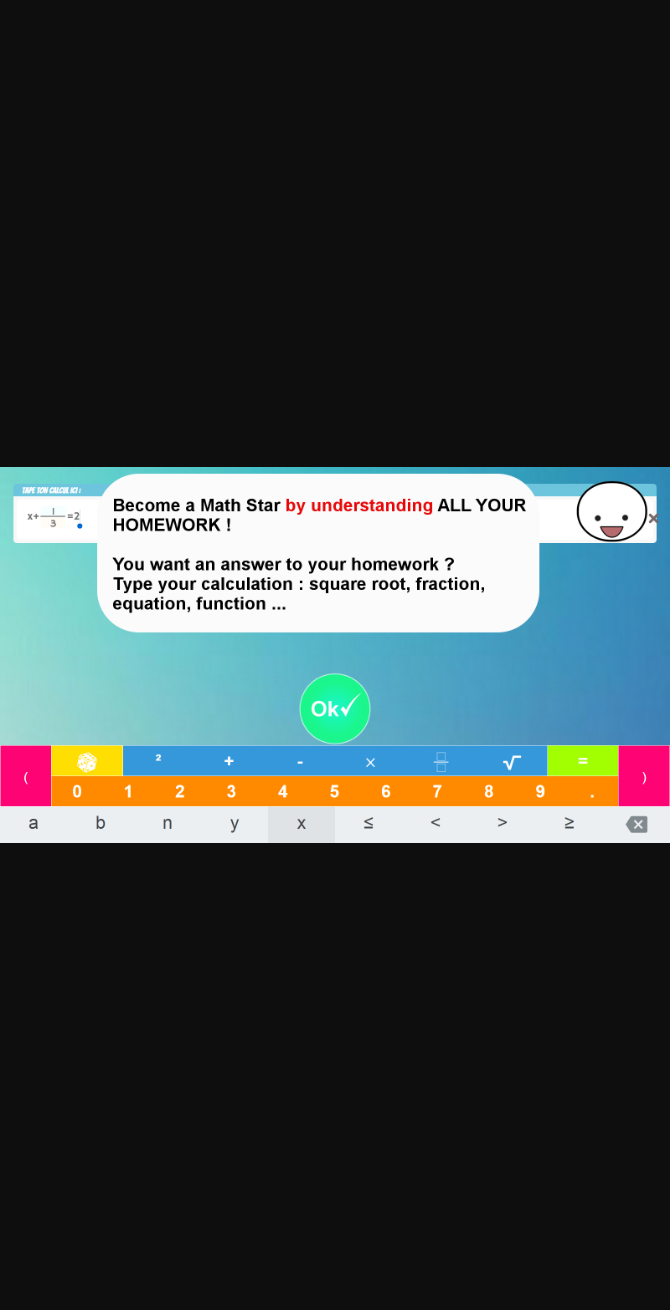 TAPE TON CALCUL ICI :
x+1/3=2
Become a Math Star by understanding ALL YOUR
HOMEWORK !
You want an answer to your homework ?
Type your calculation : square root, fraction,
equation, function ...
Ok✓
( ² + - × √ = )
0 1 2 3 4 5 6 7 8 9 .
a b n y x ≤ < > ≥